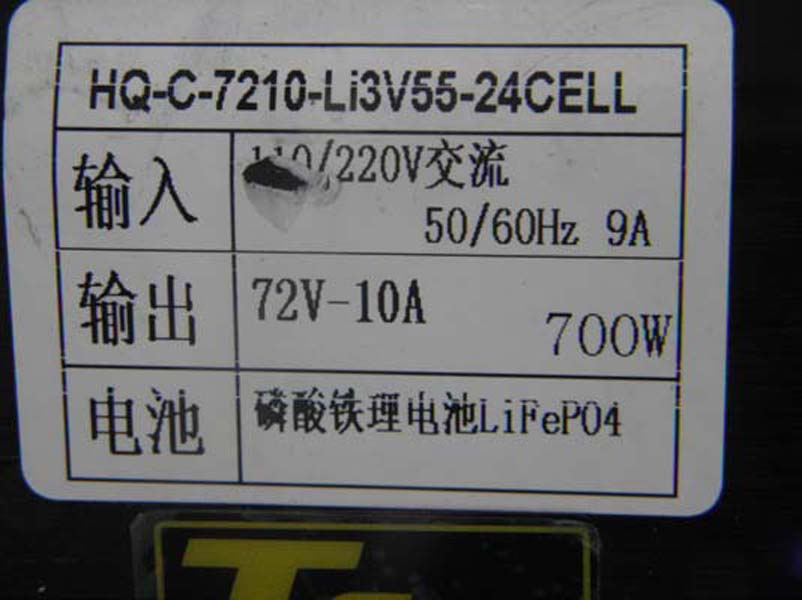 HQ-C-7210-Li3V55-24CELL
输入 110/220V交流
50/60Hz 9A
输出 72V-10A 700W
电池 磷酸铁理电池LiFePO4